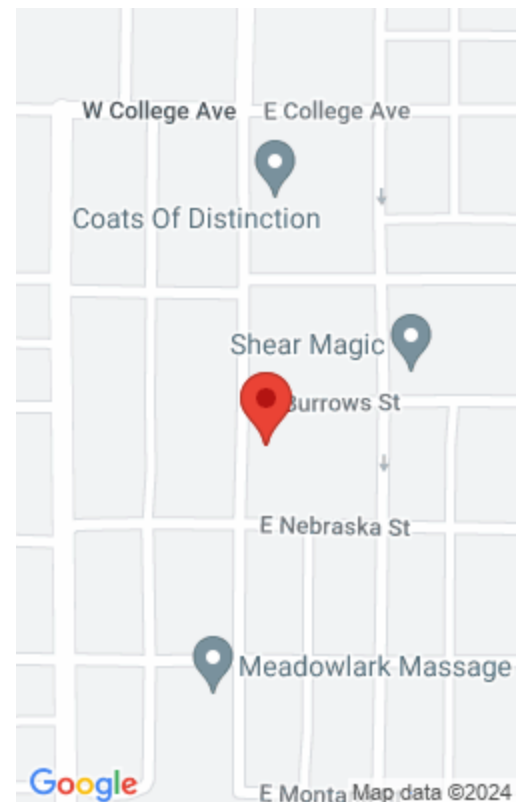 W College Ave
E College Ave
Coats Of Distinction
Shear Magic
Burrows St
E Nebraska St
Meadowlark Massage
Google
E Monta
Map data ©2024